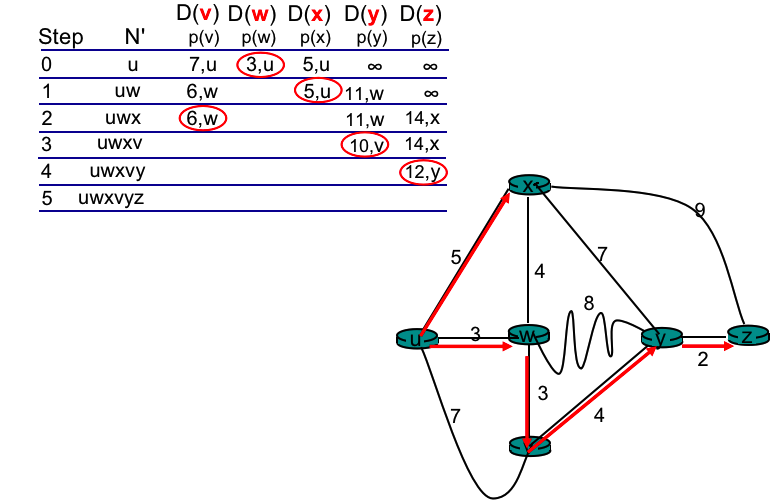 D(v) D(w) D(x) D(y) D(z)
Step N' p(v) p(w) p(x) p(y) p(z)
0 u 7,u 3,u 5,u ∞ ∞
1 uw 6,w 5,u 11,w ∞
2 uwx 6,w 11,w 14,x
3 uwxv 10,v 14,x
4 uwxvy 12,y
5 uwxvyz
x
9
5
7
4
8
u
3
w
y
z
2
3
7
4
v